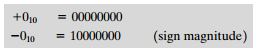 +0₁₀ = 00000000
−0₁₀ = 10000000 (sign magnitude)